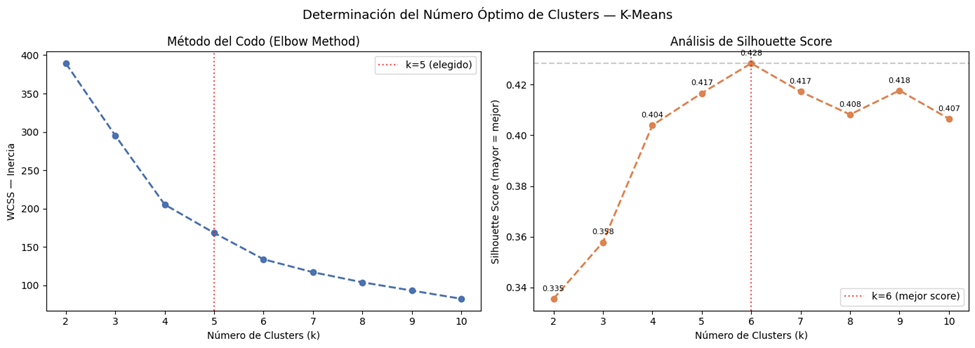 Determinación del Número Óptimo de Clusters — K-Means
Método del Codo (Elbow Method)
400
350
300
250
200
150
100
WCSS — Inercia
2 3 4 5 6 7 8 9 10
Número de Clusters (k)
k=5 (elegido)
Análisis de Silhouette Score
0.42
0.40
0.38
0.36
0.34
Silhouette Score (mayor = mejor)
0.335
0.358
0.404
0.417
0.428
0.417
0.408
0.418
0.407
k=6 (mejor score)
2 3 4 5 6 7 8 9 10
Número de Clusters (k)